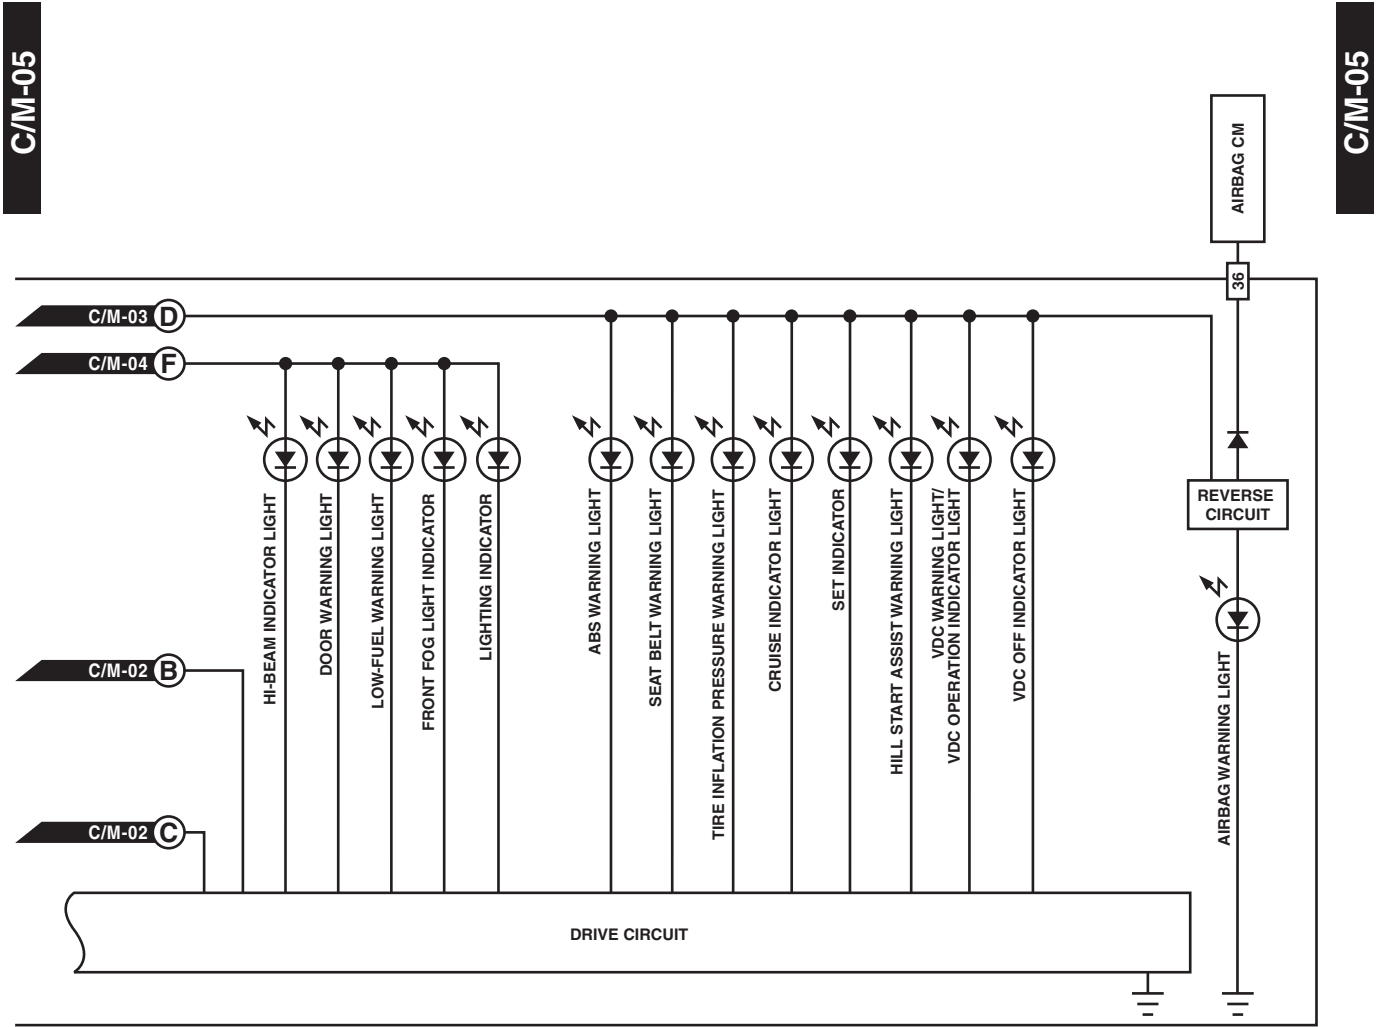 C/M-05
C/M-05
AIRBAG CM
36
C/M-03 D
C/M-04 F
HI-BEAM INDICATOR LIGHT
DOOR WARNING LIGHT
LOW-FUEL WARNING LIGHT
FRONT FOG LIGHT INDICATOR
LIGHTING INDICATOR
ABS WARNING LIGHT
SEAT BELT WARNING LIGHT
TIRE INFLATION PRESSURE WARNING LIGHT
CRUISE INDICATOR LIGHT
SET INDICATOR
HILL START ASSIST WARNING LIGHT
VDC WARNING LIGHT/
VDC OPERATION INDICATOR LIGHT
VDC OFF INDICATOR LIGHT
REVERSE
CIRCUIT
AIRBAG WARNING LIGHT
C/M-02 B
C/M-02 C
DRIVE CIRCUIT